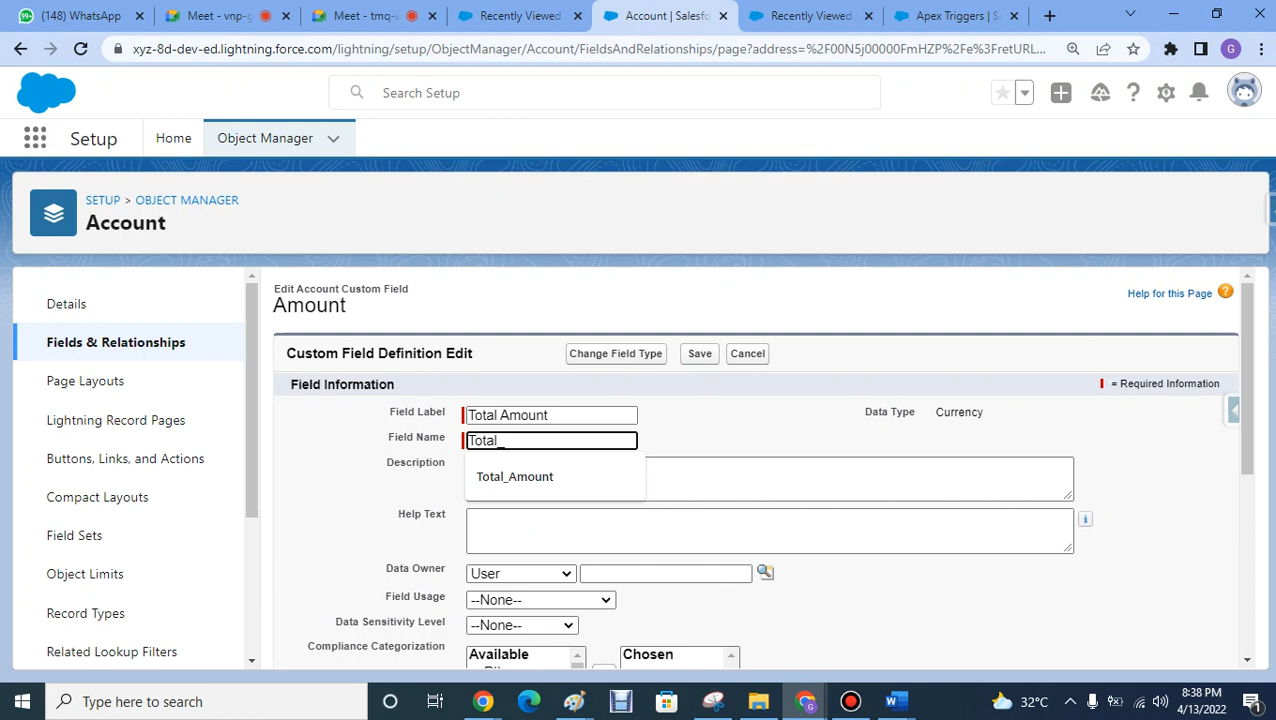 99+ (148) WhatsApp
Meet - vnp-g
Meet - tmq-e
Recently Viewed
Account | Salesfo
Recently Viewed
Apex Triggers | S
xyz-8d-dev-ed.lightning.force.com/lightning/setup/ObjectManager/Account/FieldsAndRelationships/page?address=%2F00N5j00000FmHZP%2Fe%3FretURL...
G
Search Setup
Setup
Home
Object Manager
SETUP > OBJECT MANAGER
Account
Details
Fields & Relationships
Page Layouts
Lightning Record Pages
Buttons, Links, and Actions
Compact Layouts
Field Sets
Object Limits
Record Types
Related Lookup Filters
Edit Account Custom Field
Amount
Help for this Page
Custom Field Definition Edit
Change Field Type
Save
Cancel
Field Information
= Required Information
Field Label
Total Amount
Data Type
Currency
Field Name
Total_
Total_Amount
Description
Help Text
Data Owner
User
Field Usage
--None--
Data Sensitivity Level
--None--
Compliance Categorization
Available
Chosen
Type here to search
32°C
8:38 PM
4/13/2022